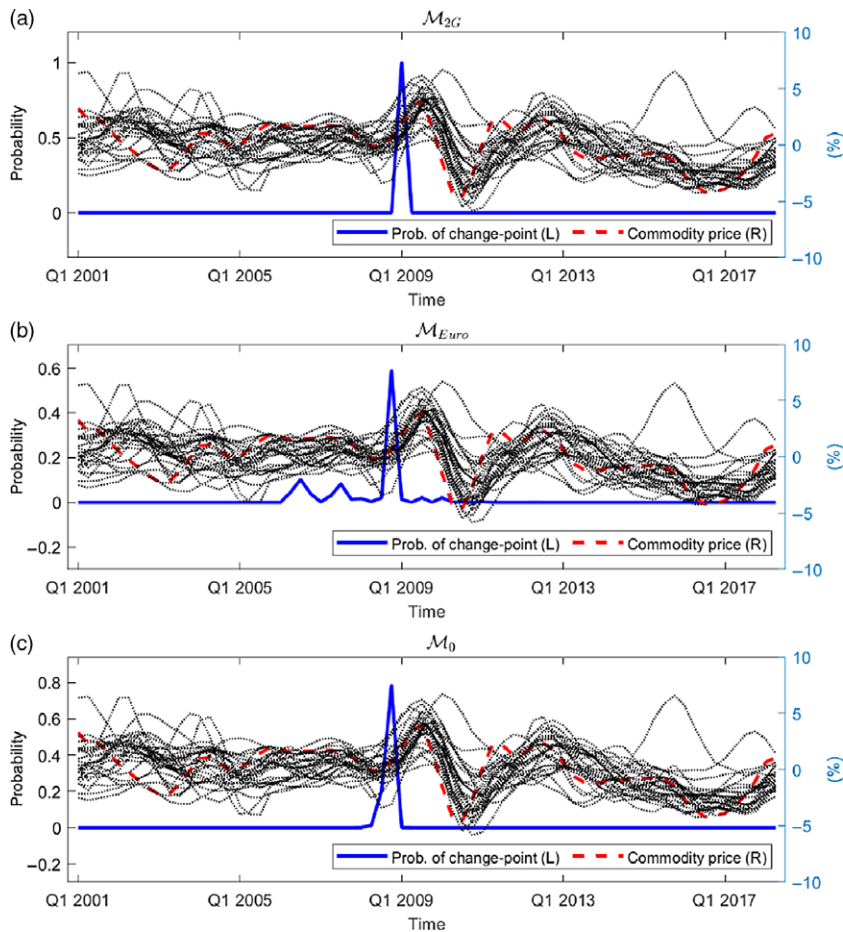 (a)
M2G
Probability
1
0.5
0
10
5
0
–5
–10
(%)
Prob. of change-point (L) Commodity price (R)
Q1 2001 Q1 2005 Q1 2009 Q1 2013 Q1 2017
Time
(b)
MEuro
Probability
0.6
0.4
0.2
0
–0.2
10
5
0
–5
–10
(%)
Prob. of change-point (L) Commodity price (R)
Q1 2001 Q1 2005 Q1 2009 Q1 2013 Q1 2017
Time
(c)
M0
Probability
0.8
0.6
0.4
0.2
0
–0.2
10
5
0
–5
–10
(%)
Prob. of change-point (L) Commodity price (R)
Q1 2001 Q1 2005 Q1 2009 Q1 2013 Q1 2017
Time